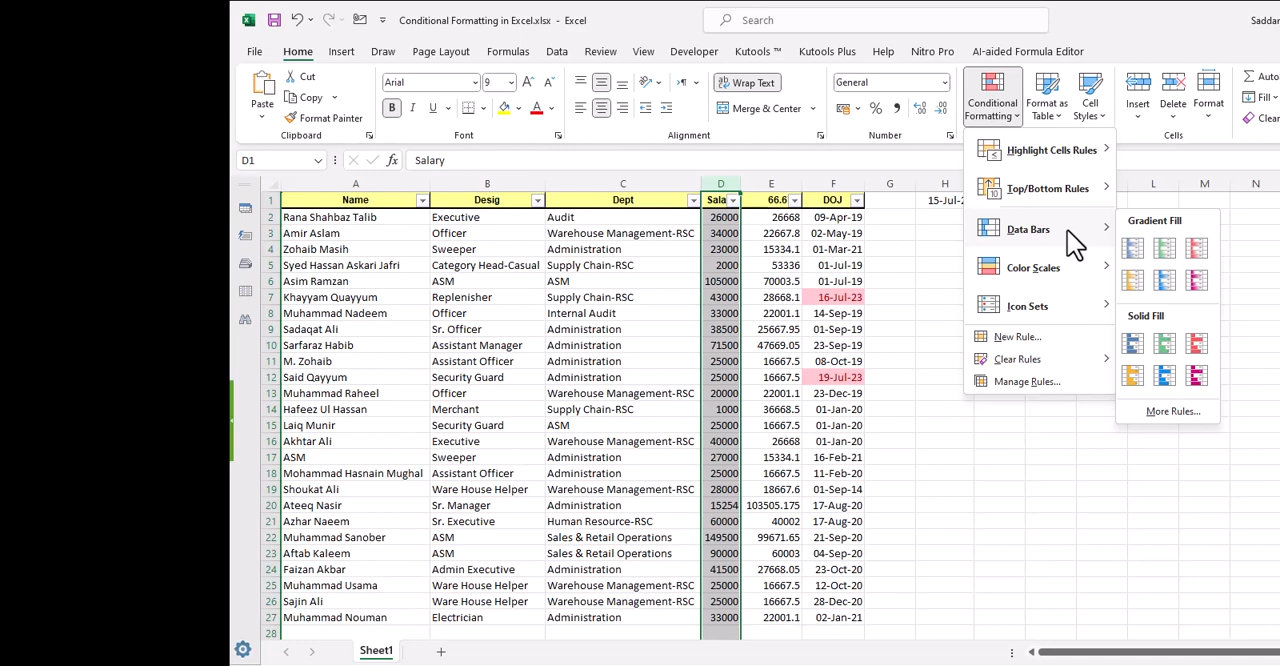 Conditional Formatting in Excel.xlsx - Excel
Search
Sadda
File Home Insert Draw Page Layout Formulas Data Review View Developer Kutools ™ Kutools Plus Help Nitro Pro AI-aided Formula Editor
Paste
Cut
Copy
Format Painter
Clipboard
Arial 9
B I U
Font
Wrap Text
Merge & Center
Alignment
General
Number
Conditional Formatting
Format as Table
Cell Styles
Insert
Delete
Format
Cells
Auto
Fill
Clear
D1
fx
Salary
A B C D E F G H L M N
1 Name Desig Dept Sala 66.6 DOJ 15-Jul-2
2 Rana Shahbaz Talib Executive Audit 26000 26668 09-Apr-19
3 Amir Aslam Officer Warehouse Management-RSC 34000 22667.8 02-May-19
4 Zohaib Masih Sweeper Administration 23000 15334.1 01-Mar-21
5 Syed Hassan Askari Jafri Category Head-Casual Supply Chain-RSC 2000 53336 01-Jul-19
6 Asim Ramzan ASM ASM 105000 70003.5 01-Jul-19
7 Khayyam Quayyum Replenisher Supply Chain-RSC 43000 28668.1 16-Jul-23
8 Muhammad Nadeem Officer Internal Audit 33000 22001.1 14-Sep-19
9 Sadaqat Ali Sr. Officer Administration 38500 25667.95 01-Sep-19
10 Sarfaraz Habib Assistant Manager Administration 71500 47669.05 23-Sep-19
11 M. Zohaib Assistant Officer Administration 25000 16667.5 08-Oct-19
12 Said Qayyum Security Guard Administration 25000 16667.5 19-Jul-23
13 Muhammad Raheel Officer Warehouse Management-RSC 20000 22001.1 23-Dec-19
14 Hafeez Ul Hassan Merchant Supply Chain-RSC 1000 36668.5 01-Jan-20
15 Laiq Munir Security Guard ASM 25000 16667.5 01-Jan-20
16 Akhtar Ali Executive Warehouse Management-RSC 40000 26668 01-Jan-20
17 ASM Sweeper Administration 27000 15334.1 16-Feb-21
18 Mohammad Hasnain Mughal Assistant Officer Administration 25000 16667.5 11-Feb-20
19 Shoukat Ali Ware House Helper Warehouse Management-RSC 28000 18667.6 01-Sep-14
20 Ateeq Nasir Sr. Manager Administration 15254 103505.175 17-Aug-20
21 Azhar Naeem Sr. Executive Human Resource-RSC 60000 40002 17-Aug-20
22 Muhammad Sanober ASM Sales & Retail Operations 149500 99671.65 21-Sep-20
23 Aftab Kaleem ASM Sales & Retail Operations 90000 60003 04-Sep-20
24 Faizan Akbar Admin Executive Administration 41500 27668.05 23-Oct-20
25 Muhammad Usama Ware House Helper Warehouse Management-RSC 25000 16667.5 12-Oct-20
26 Sajin Ali Ware House Helper Warehouse Management-RSC 25000 16667.5 28-Dec-20
27 Muhammad Nouman Electrician Administration 33000 22001.1 02-Jan-21
28
Highlight Cells Rules
Top/Bottom Rules
Data Bars
Color Scales
Icon Sets
New Rule...
Clear Rules
Manage Rules...
Gradient Fill
Solid Fill
More Rules...
Sheet1